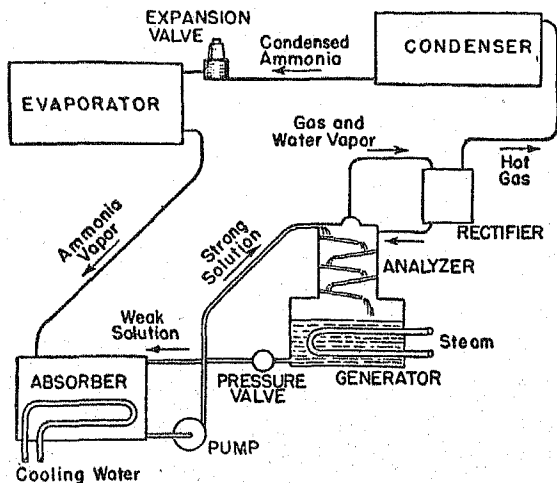 EXPANSION
VALVE
Condensed
Ammonia
CONDENSER
EVAPORATOR
Gas and
Water Vapor
Hot
Gas
RECTIFIER
Ammonia
Vapor
Strong
Solution
ANALYZER
Weak
Solution
Steam
ABSORBER
PRESSURE
VALVE
GENERATOR
PUMP
Cooling Water